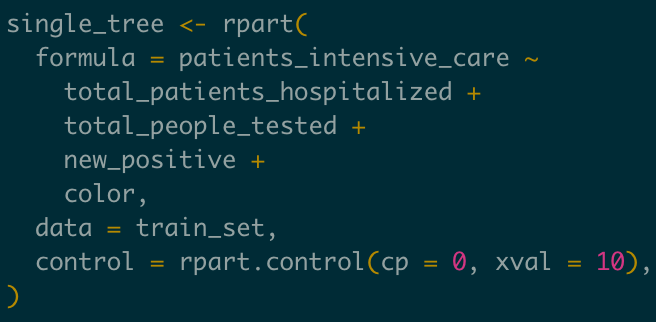 single_tree <- rpart(
  formula = patients_intensive_care ~
    total_patients_hospitalized +
    total_people_tested +
    new_positive +
    color,
  data = train_set,
  control = rpart.control(cp = 0, xval = 10),
)